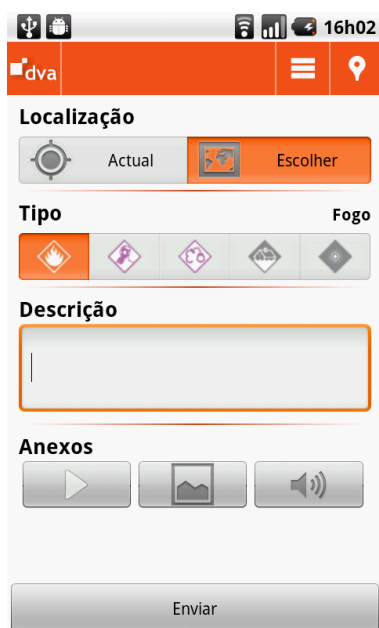 16h02
dva
Localização
Actual Escolher
Tipo Fogo
Descrição
Anexos
Enviar